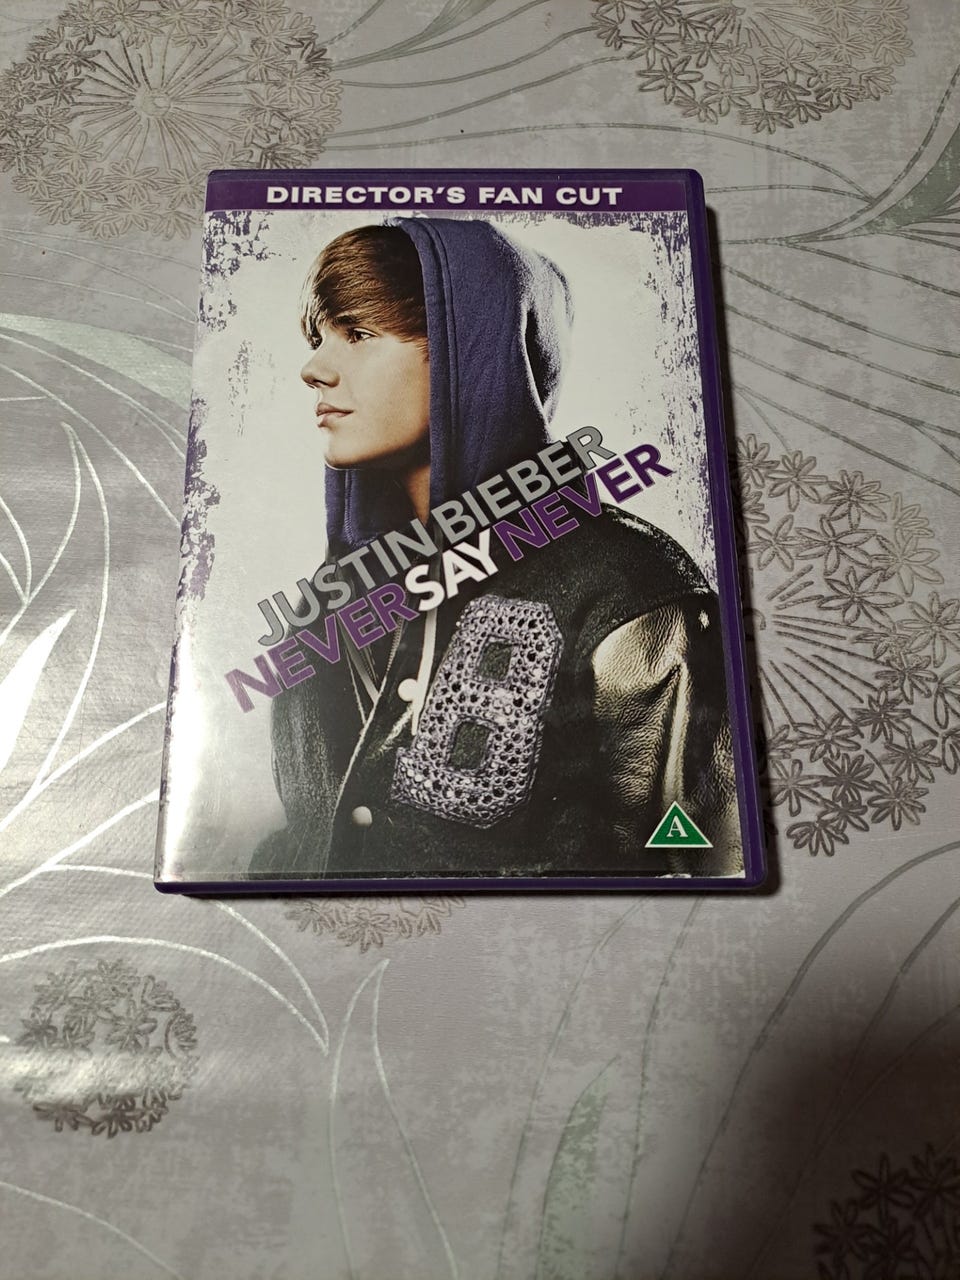 DIRECTOR'S FAN CUT
JUSTIN BIEBER
NEVER SAY NEVER
B
A